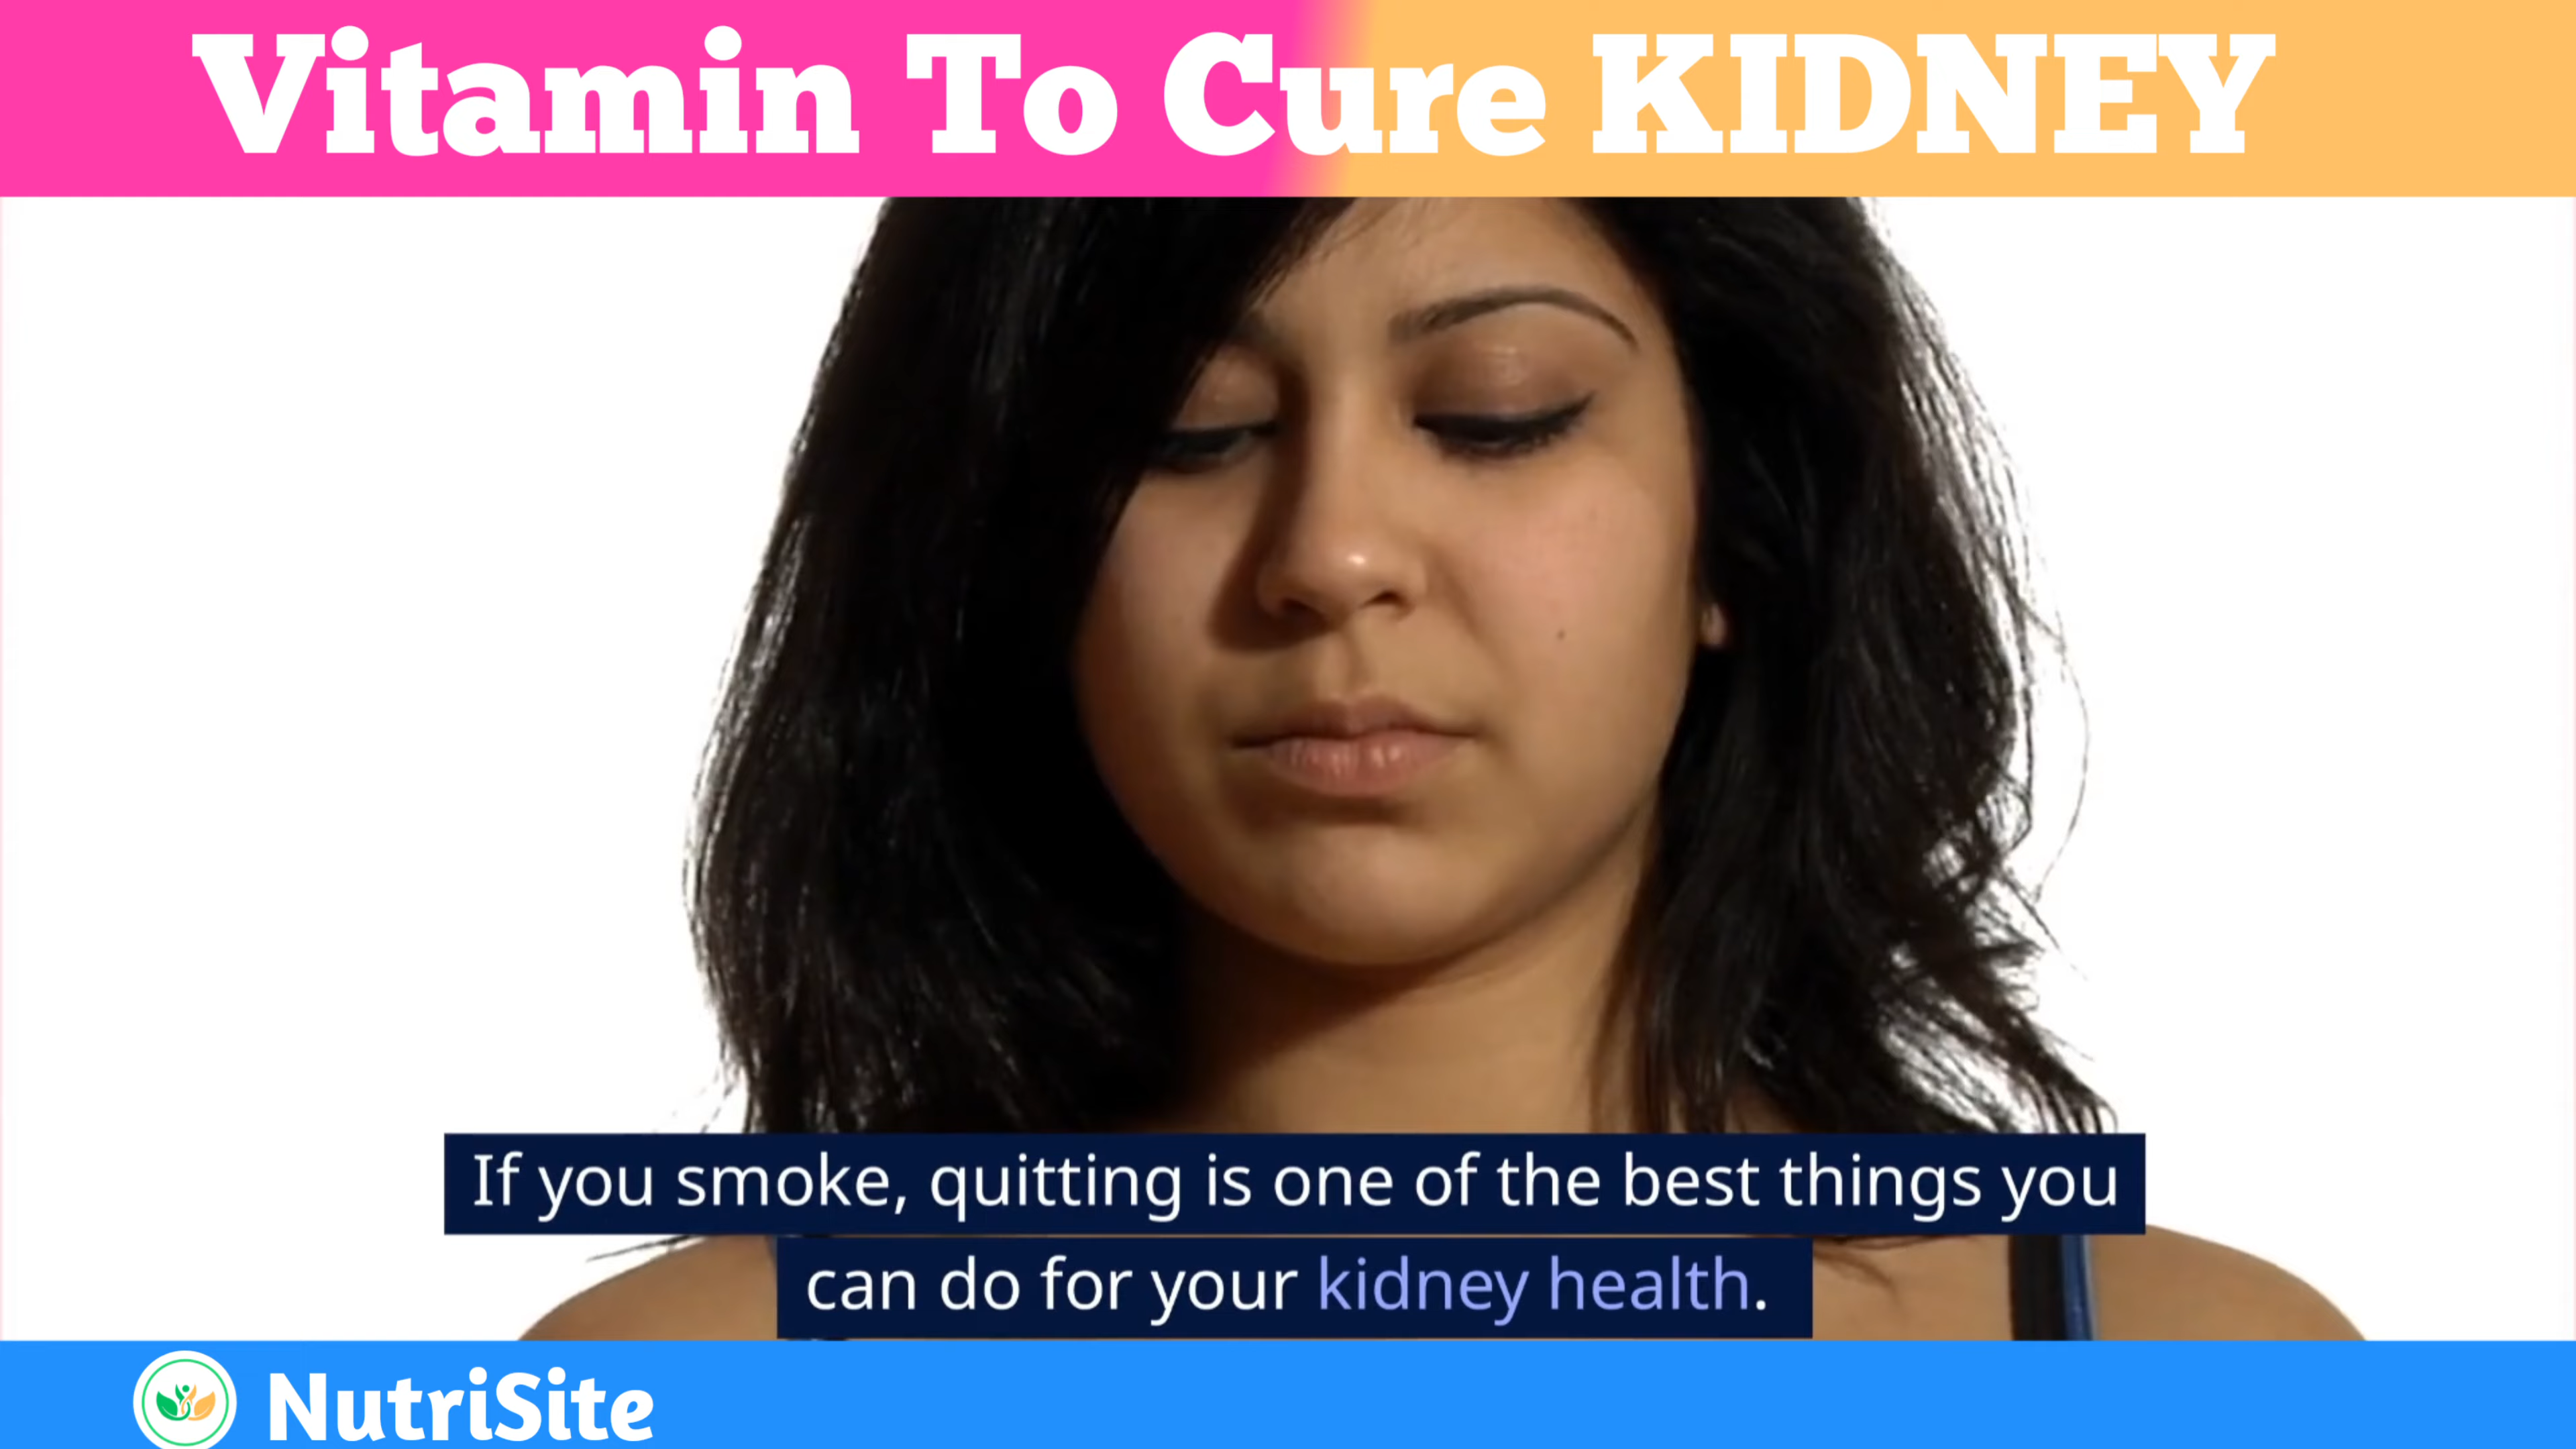 Vitamin To Cure KIDNEY
If you smoke, quitting is one of the best things you
can do for your kidney health.
NutriSite